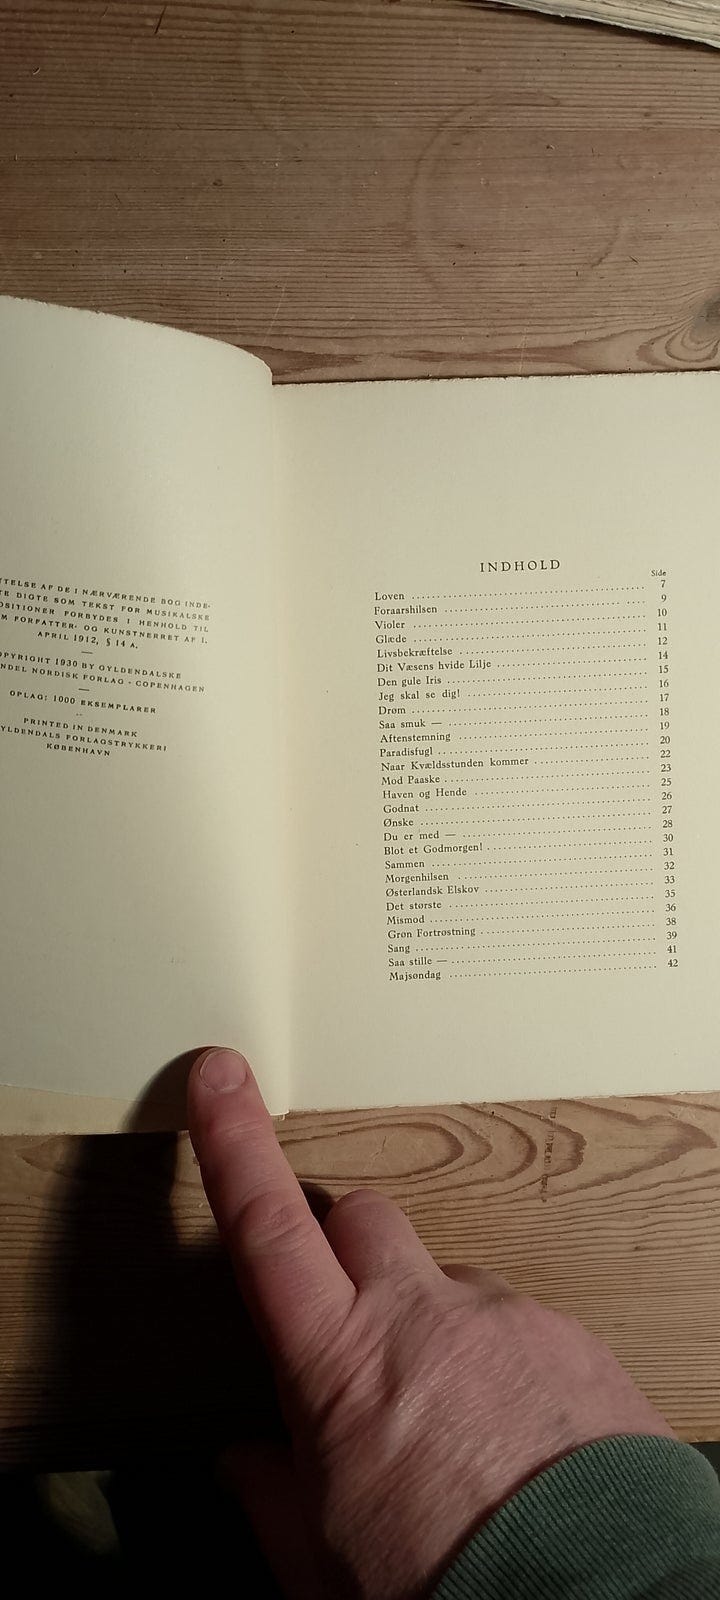 TTELSE AF DE I NÆRVÆRENDE BOG INDE-
TE DIGTE SOM TEKST FOR MUSIKALSKE
OSITIONER FORBYDES I HENHOLD TIL
M FORFATTER- OG KUNSTNERRET AF 1.
APRIL 1912, § 14 A.
—
OPYRIGHT 1930 BY GYLDENDALSKE
NDEL NORDISK FORLAG - COPENHAGEN
—
OPLAG: 1000 EKSEMPLARER
PRINTED IN DENMARK
YLDENDALS FORLAGSTRYKKERI
KØBENHAVN
INDHOLD
Side
Loven 7
Foraarshilsen 9
Violer 10
Glæde 11
Livsbekræftelse 12
Dit Væsens hvide Lilje 14
Den gule Iris 15
Jeg skal se dig! 16
Drøm 17
Saa smuk — 18
Aftenstemning 19
Paradisfugl 20
Naar Kvældsstunden kommer 22
Mod Paaske 23
Haven og Hende 25
Godnat 26
Ønske 27
Du er med — 28
Blot et Godmorgen! 30
Sammen 31
Morgenhilsen 32
Østerlandsk Elskov 33
Det største 35
Mismod 36
Grøn Fortrøstning 38
Sang 39
Saa stille — 41
Majsøndag 42